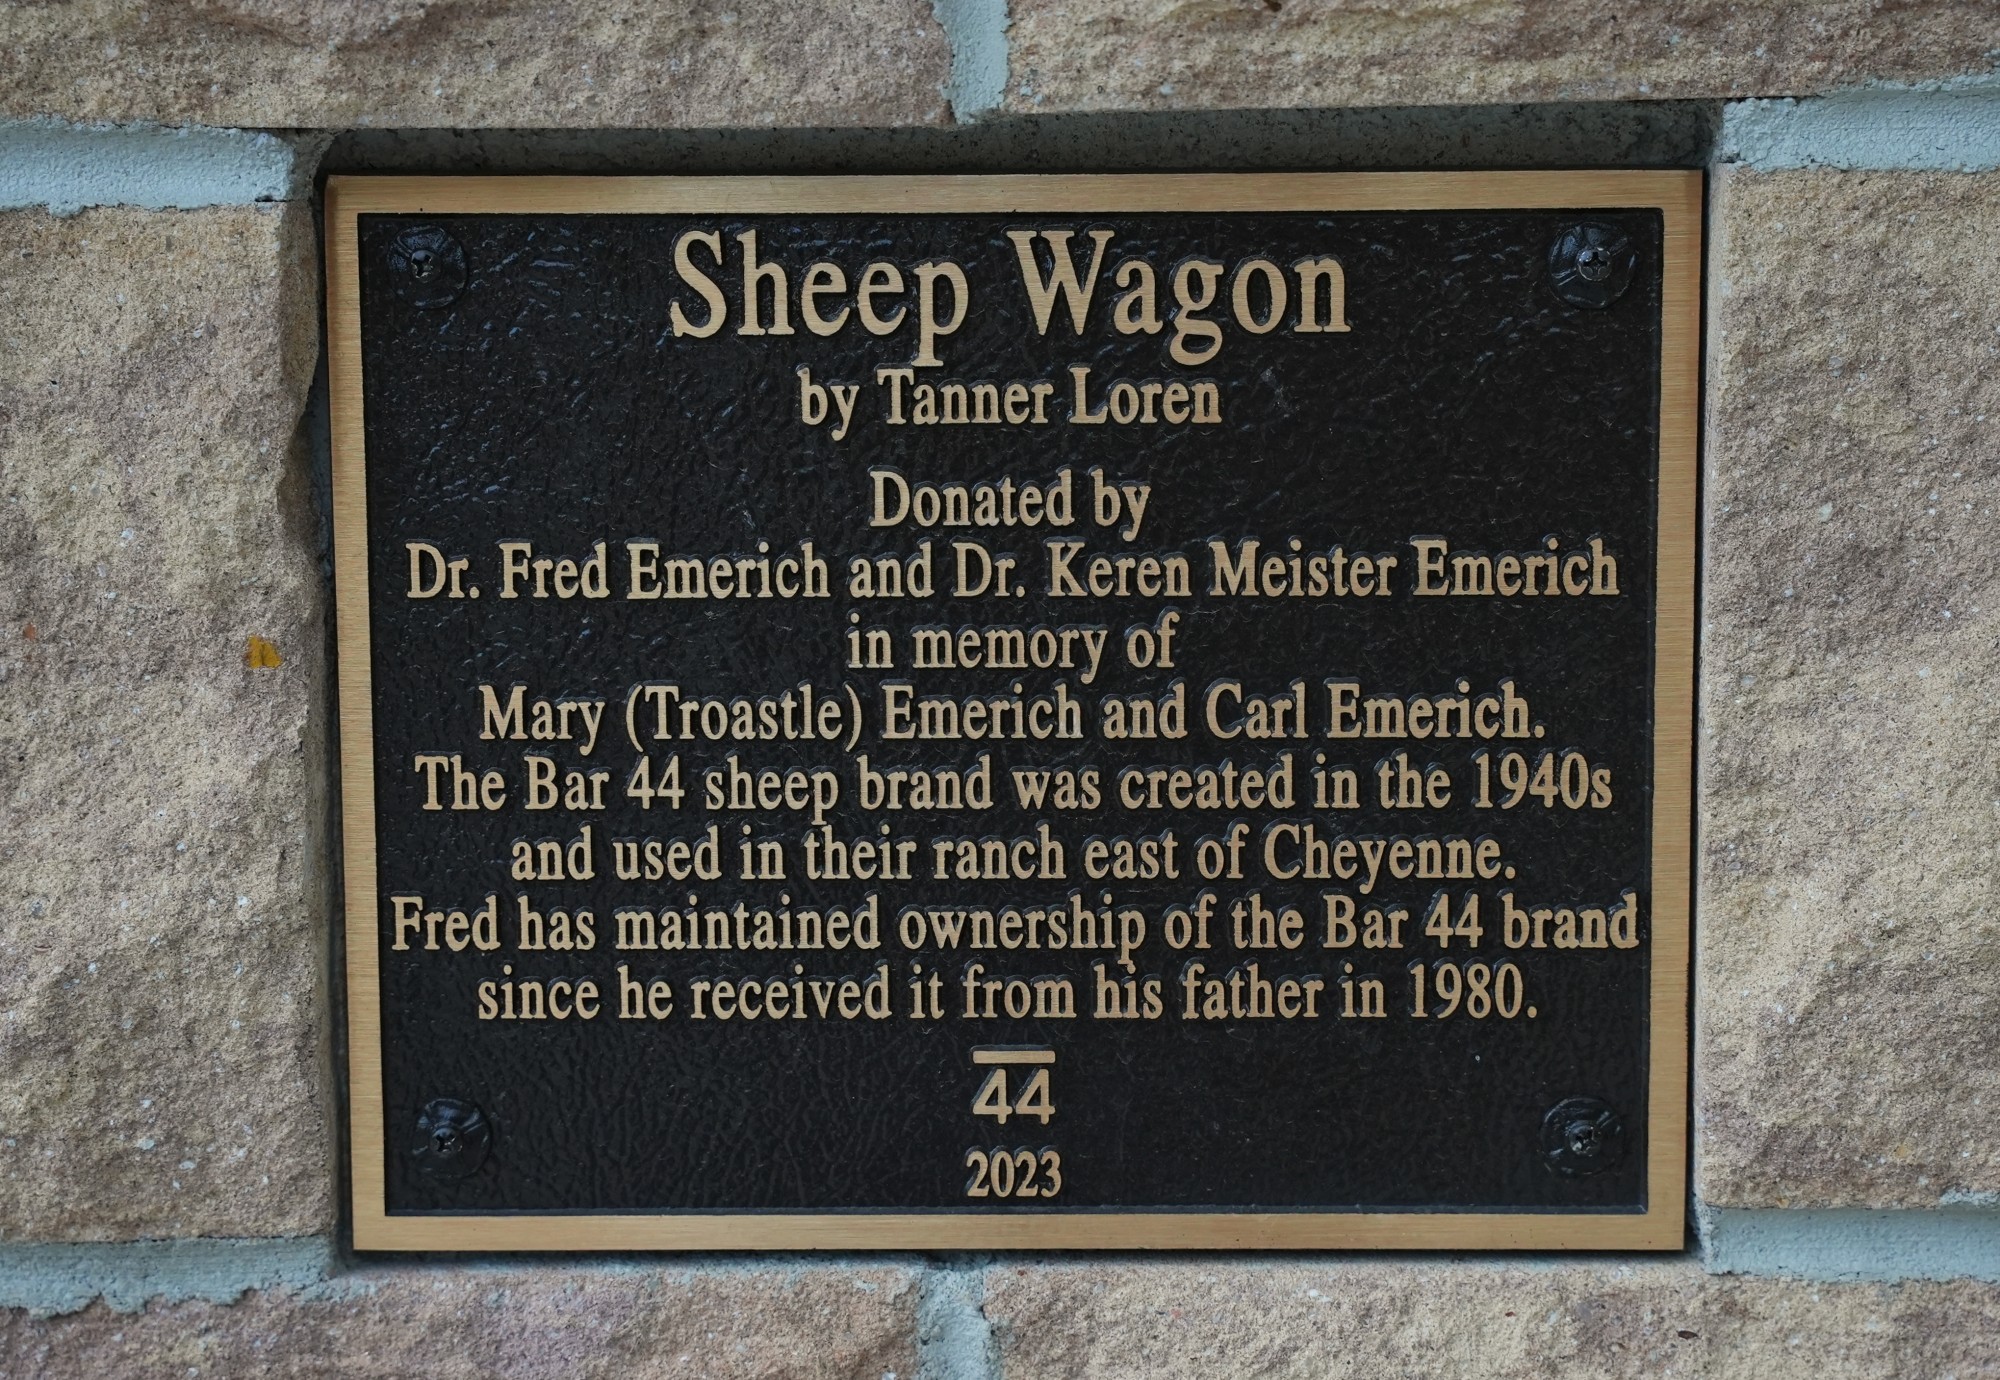 Sheep Wagon
by Tanner Loren
Donated by
Dr. Fred Emerich and Dr. Keren Meister Emerich
in memory of
Mary (Troastle) Emerich and Carl Emerich.
The Bar 44 sheep brand was created in the 1940s
and used in their ranch east of Cheyenne.
Fred has maintained ownership of the Bar 44 brand
since he received it from his father in 1980.
44
2023